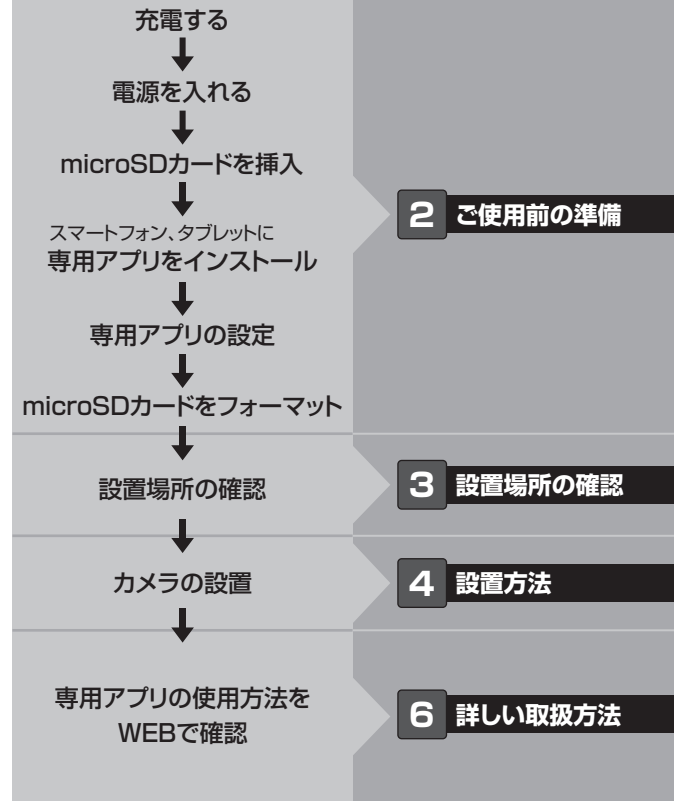 充電する
電源を入れる
microSDカードを挿入
スマートフォン、タブレットに
専用アプリをインストール
専用アプリの設定
microSDカードをフォーマット
2 ご使用前の準備
設置場所の確認
3 設置場所の確認
カメラの設置
4 設置方法
専用アプリの使用方法を
WEBで確認
6 詳しい取扱方法